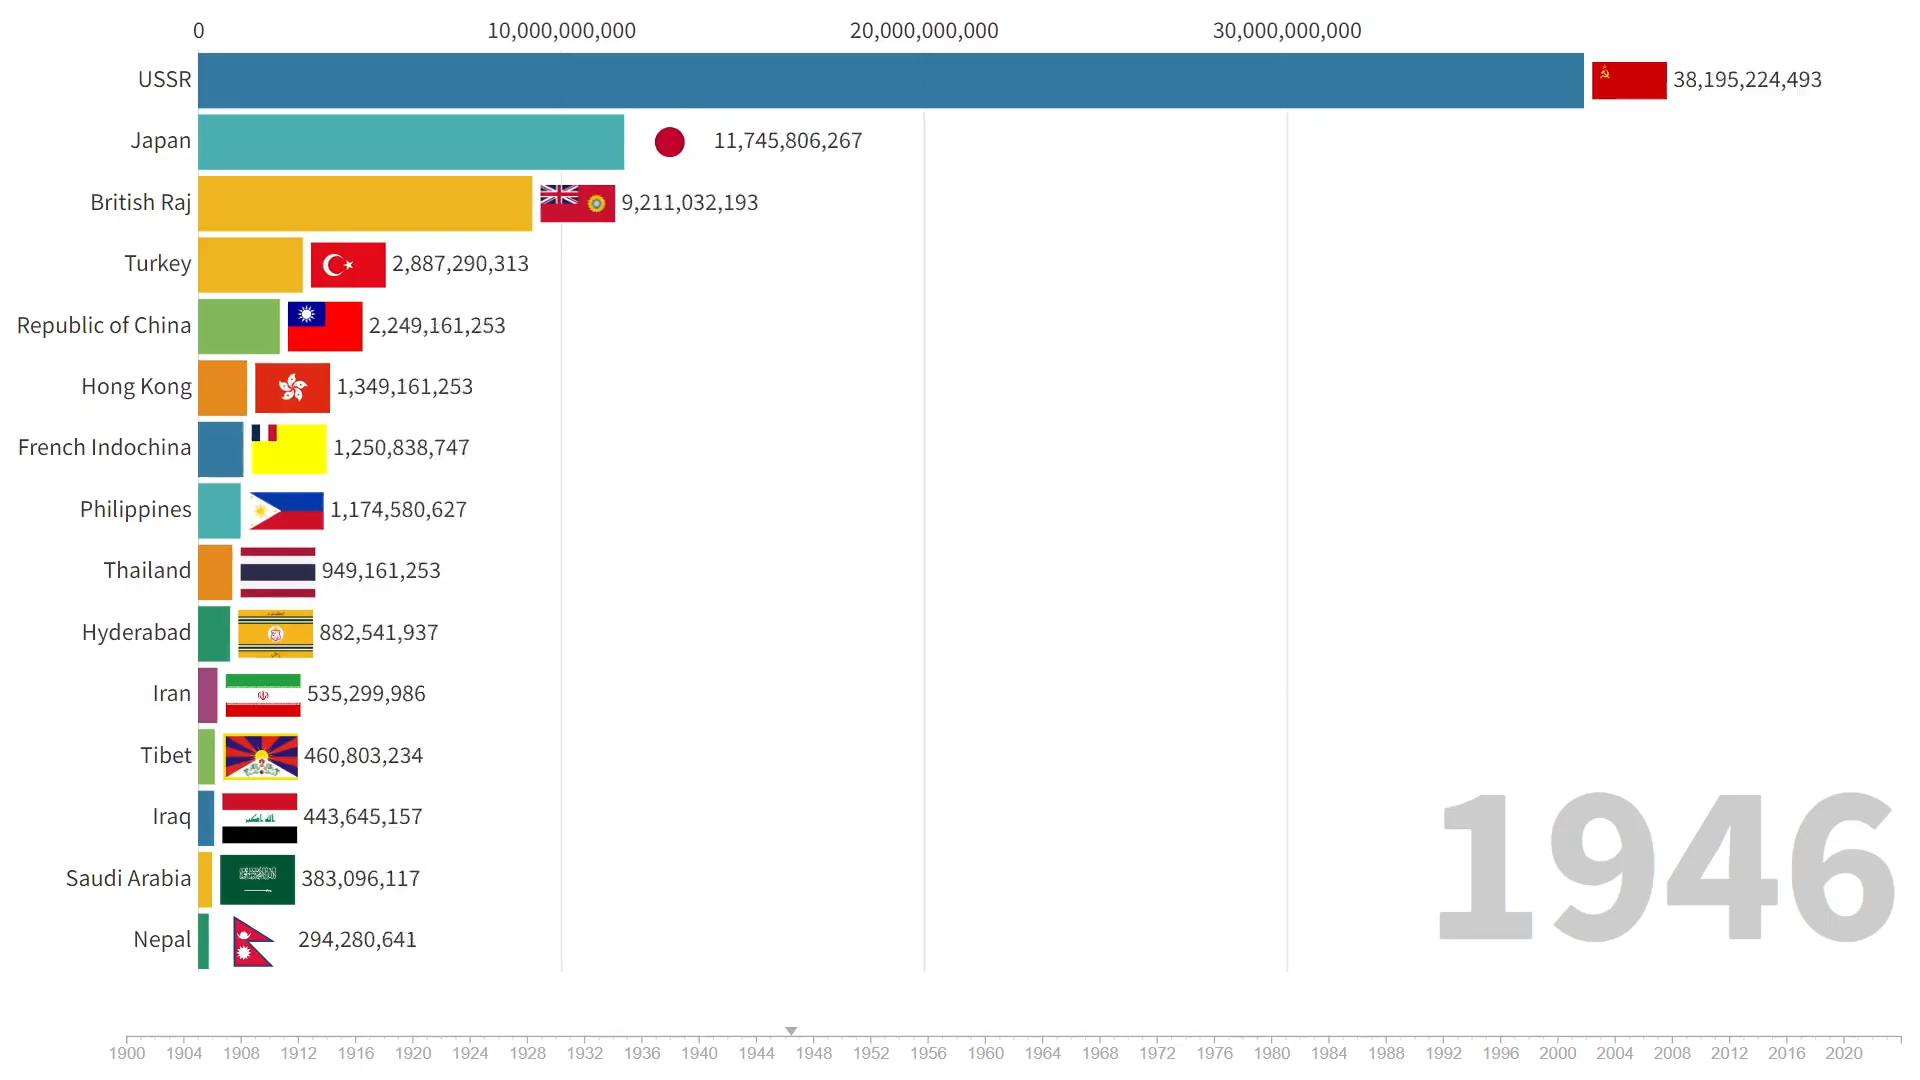 0 10,000,000,000 20,000,000,000 30,000,000,000
USSR 38,195,224,493
Japan 11,745,806,267
British Raj 9,211,032,193
Turkey 2,887,290,313
Republic of China 2,249,161,253
Hong Kong 1,349,161,253
French Indochina 1,250,838,747
Philippines 1,174,580,627
Thailand 949,161,253
Hyderabad 882,541,937
Iran 535,299,986
Tibet 460,803,234
Iraq 443,645,157
Saudi Arabia 383,096,117
Nepal 294,280,641
1946
1900 1904 1908 1912 1916 1920 1924 1928 1932 1936 1940 1944 1948 1952 1956 1960 1964 1968 1972 1976 1980 1984 1988 1992 1996 2000 2004 2008 2012 2016 2020